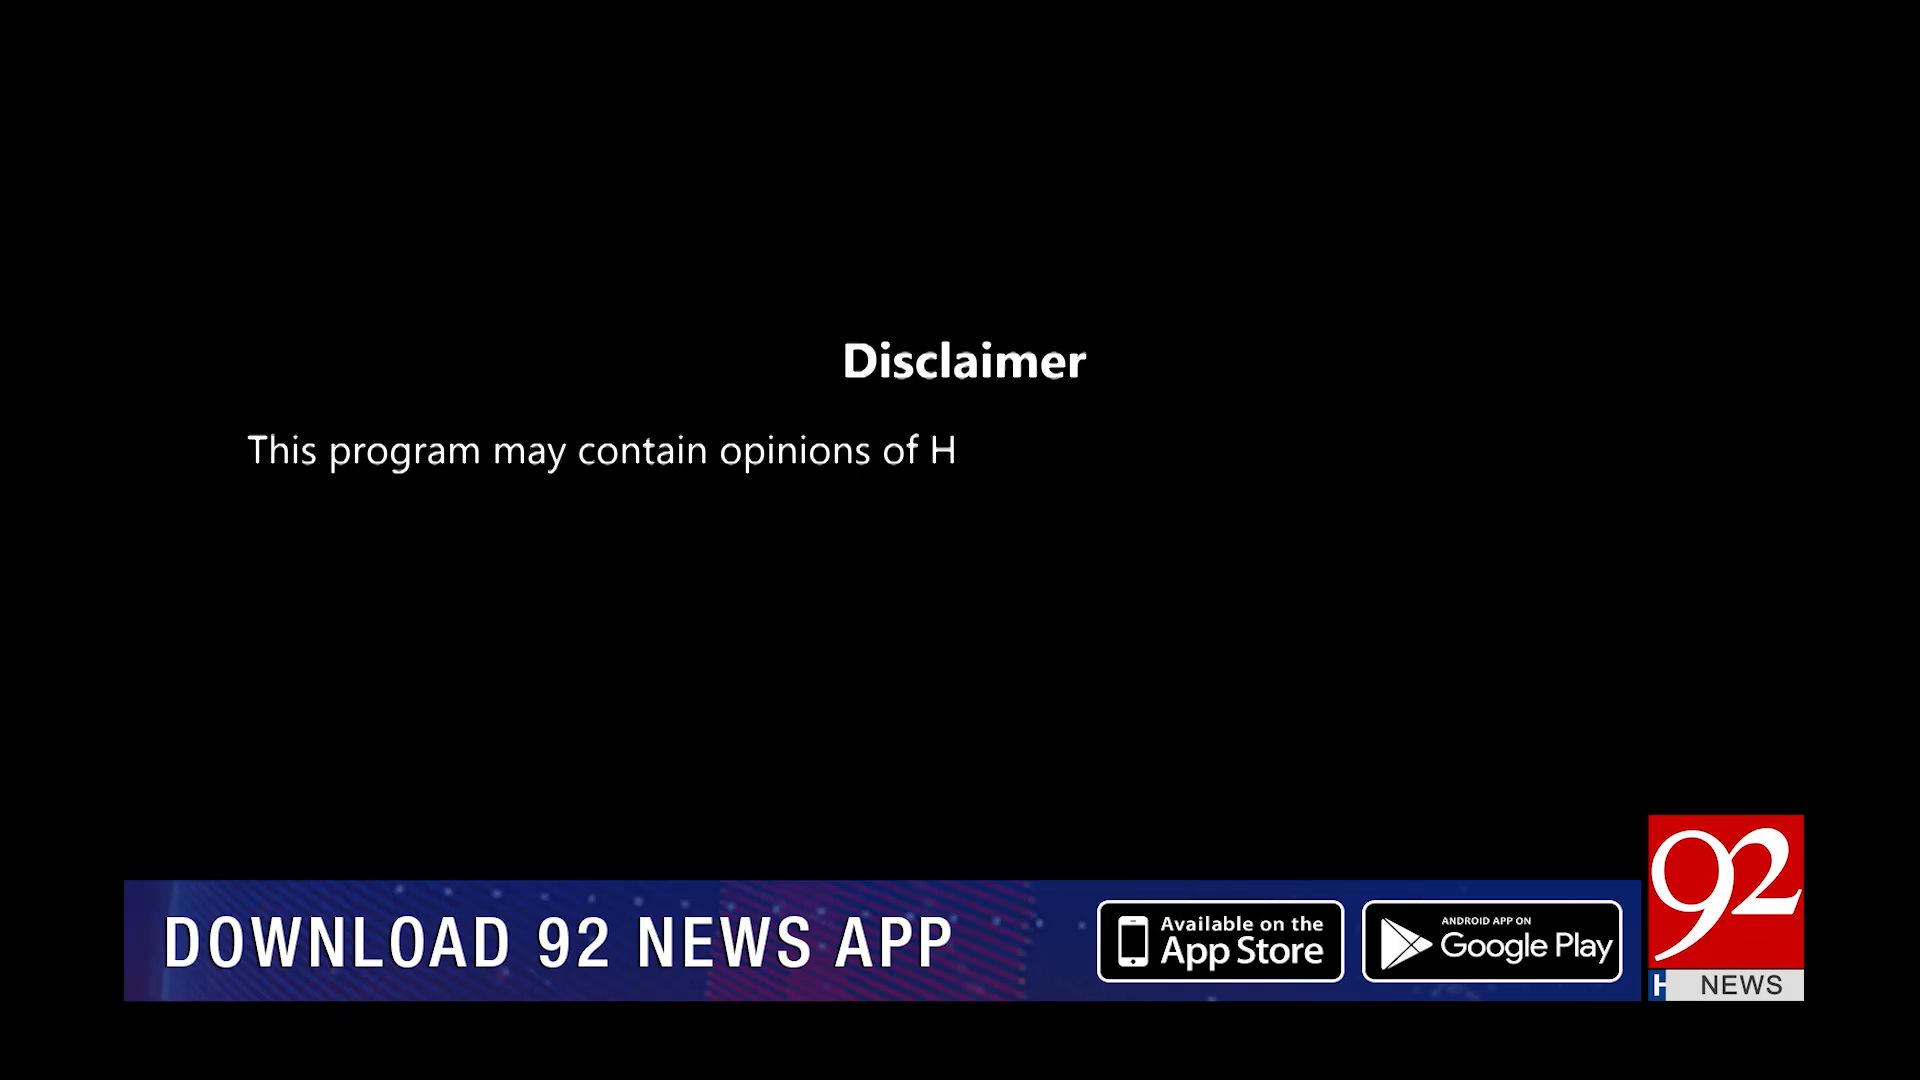 Disclaimer
This program may contain opinions of H
DOWNLOAD 92 NEWS APP
Available on the
App Store
ANDROID APP ON
Google Play
92
H NEWS